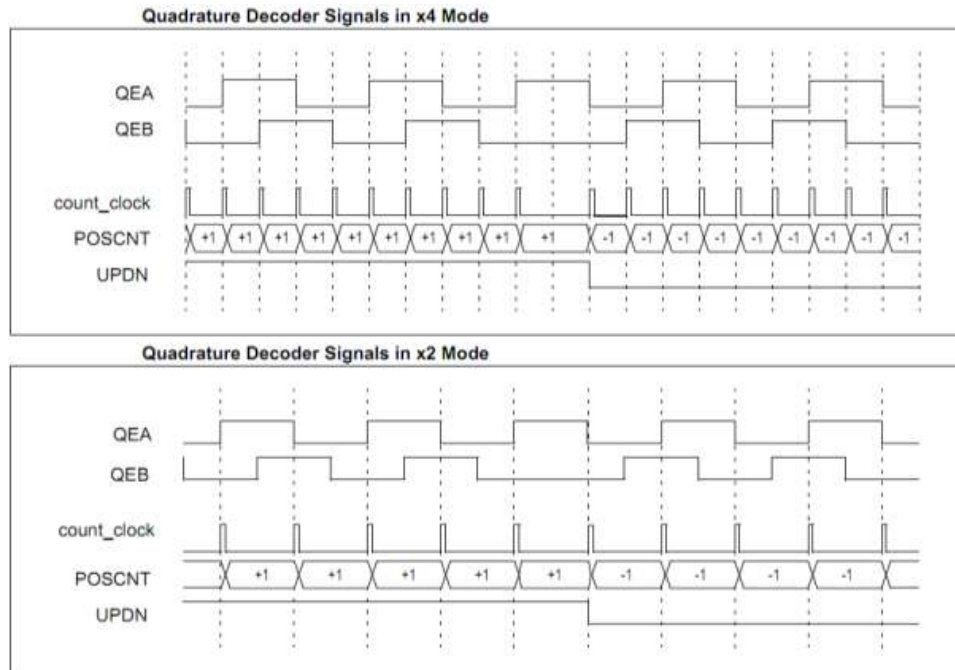 Quadrature Decoder Signals in x4 Mode
QEA
QEB
count_clock
POSCNT +1 +1 +1 +1 +1 +1 +1 +1 +1 +1 -1 -1 -1 -1 -1 -1 -1 -1 -1
UPDN
Quadrature Decoder Signals in x2 Mode
QEA
QEB
count_clock
POSCNT +1 +1 +1 +1 +1 -1 -1 -1 -1
UPDN